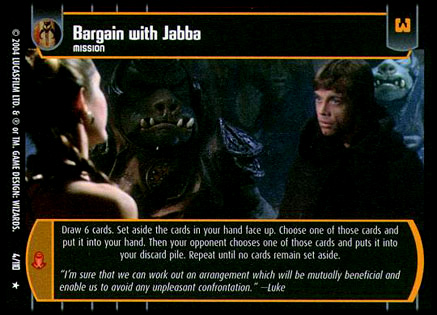 Bargain with Jabba
MISSION
3
Draw 6 cards. Set aside the cards in your hand face up. Choose one of those cards and
put it into your hand. Then your opponent chooses one of those cards and puts it into
your discard pile. Repeat until no cards remain set aside.
"I'm sure that we can work out an arrangement which will be mutually beneficial and
enable us to avoid any unpleasant confrontation." —Luke
© 2004 LUCASFILM LTD. & ® or TM. GAME DESIGN: WIZARDS.
4/110